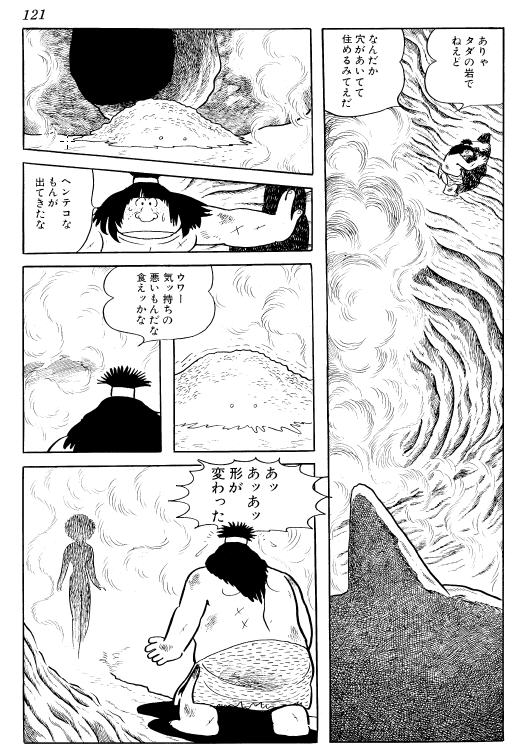 121
ありゃ
タダの岩で
ねえど
なんだか
穴があいてて
住めるみてえだ
ヘンテコな
もんが
出てきたな
ウワー
気ッ持ちの
悪いもんだな
食えッかな
あッ
あッあッ
形が
変わった